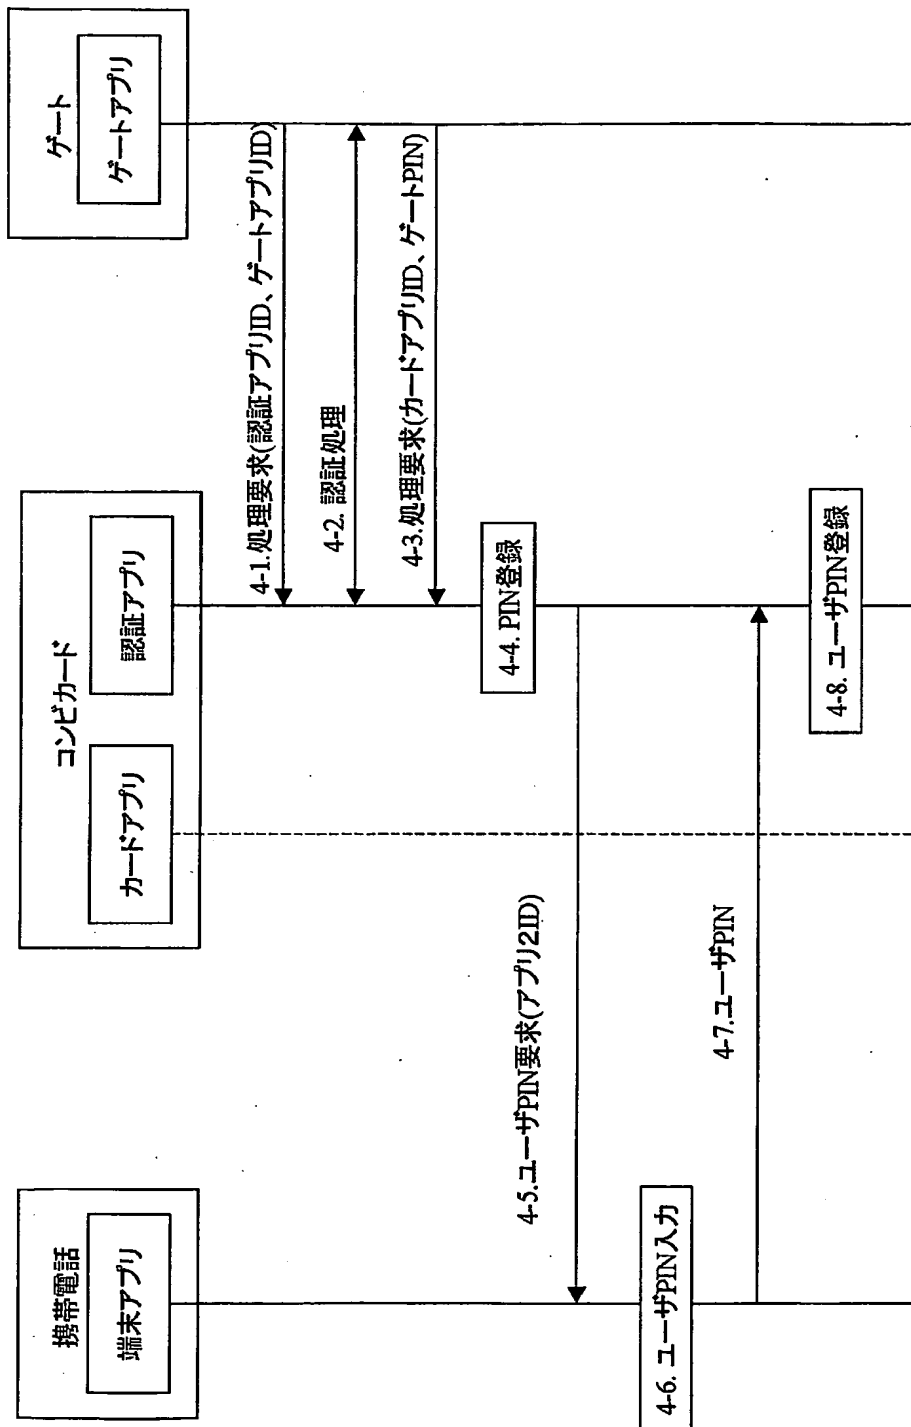 携帯電話
端末アプリ
コンビカード
カードアプリ
認証アプリ
ゲート
ゲートアプリ
4-1.処理要求(認証アプリID、ゲートアプリID)
4-2. 認証処理
4-3.処理要求(カードアプリID、ゲートPIN)
4-4. PIN登録
4-5.ユーザPIN要求(アプリ2ID)
4-6. ユーザPIN入力
4-7.ユーザPIN
4-8. ユーザPIN登録